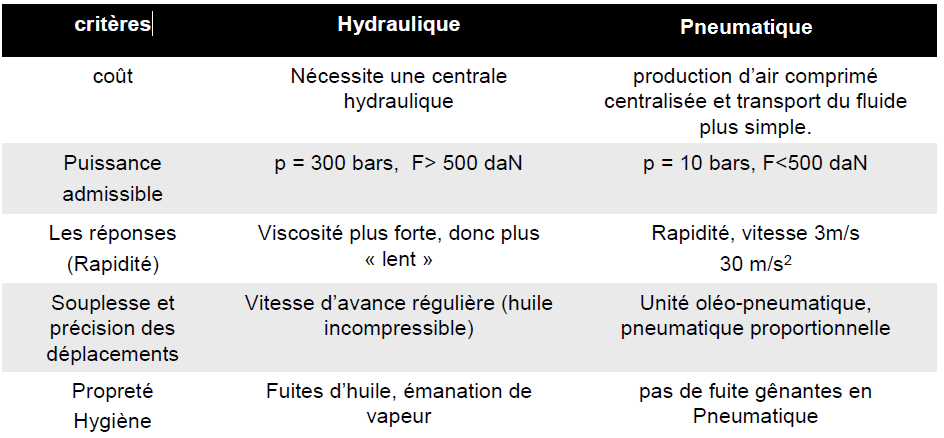 critères
Hydraulique
Pneumatique
coût
Nécessite une centrale
hydraulique
production d’air comprimé
centralisée et transport du fluide
plus simple.
Puissance
admissible
p = 300 bars, F> 500 daN
p = 10 bars, F<500 daN
Les réponses
(Rapidité)
Viscosité plus forte, donc plus
« lent »
Rapidité, vitesse 3m/s
30 m/s²
Souplesse et
précision des
déplacements
Vitesse d’avance régulière (huile
incompressible)
Unité oléo-pneumatique,
pneumatique proportionnelle
Propreté
Hygiène
Fuites d’huile, émanation de
vapeur
pas de fuite gênantes en
Pneumatique